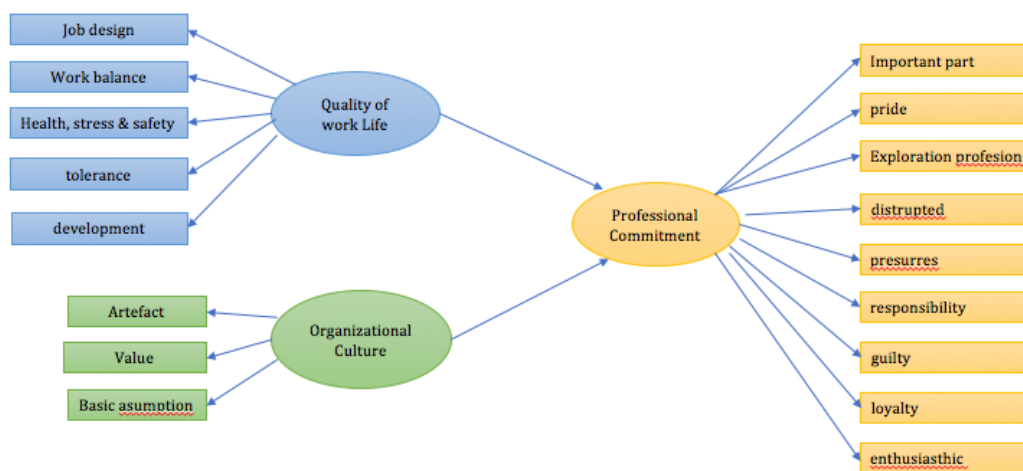 Job design
Work balance
Health, stress & safety
tolerance
development
Quality of
work Life
Artefact
Value
Basic asumption
Organizational
Culture
Professional
Commitment
Important part
pride
Exploration profesion
distrupted
presurres
responsibility
guilty
loyalty
enthusiasthic